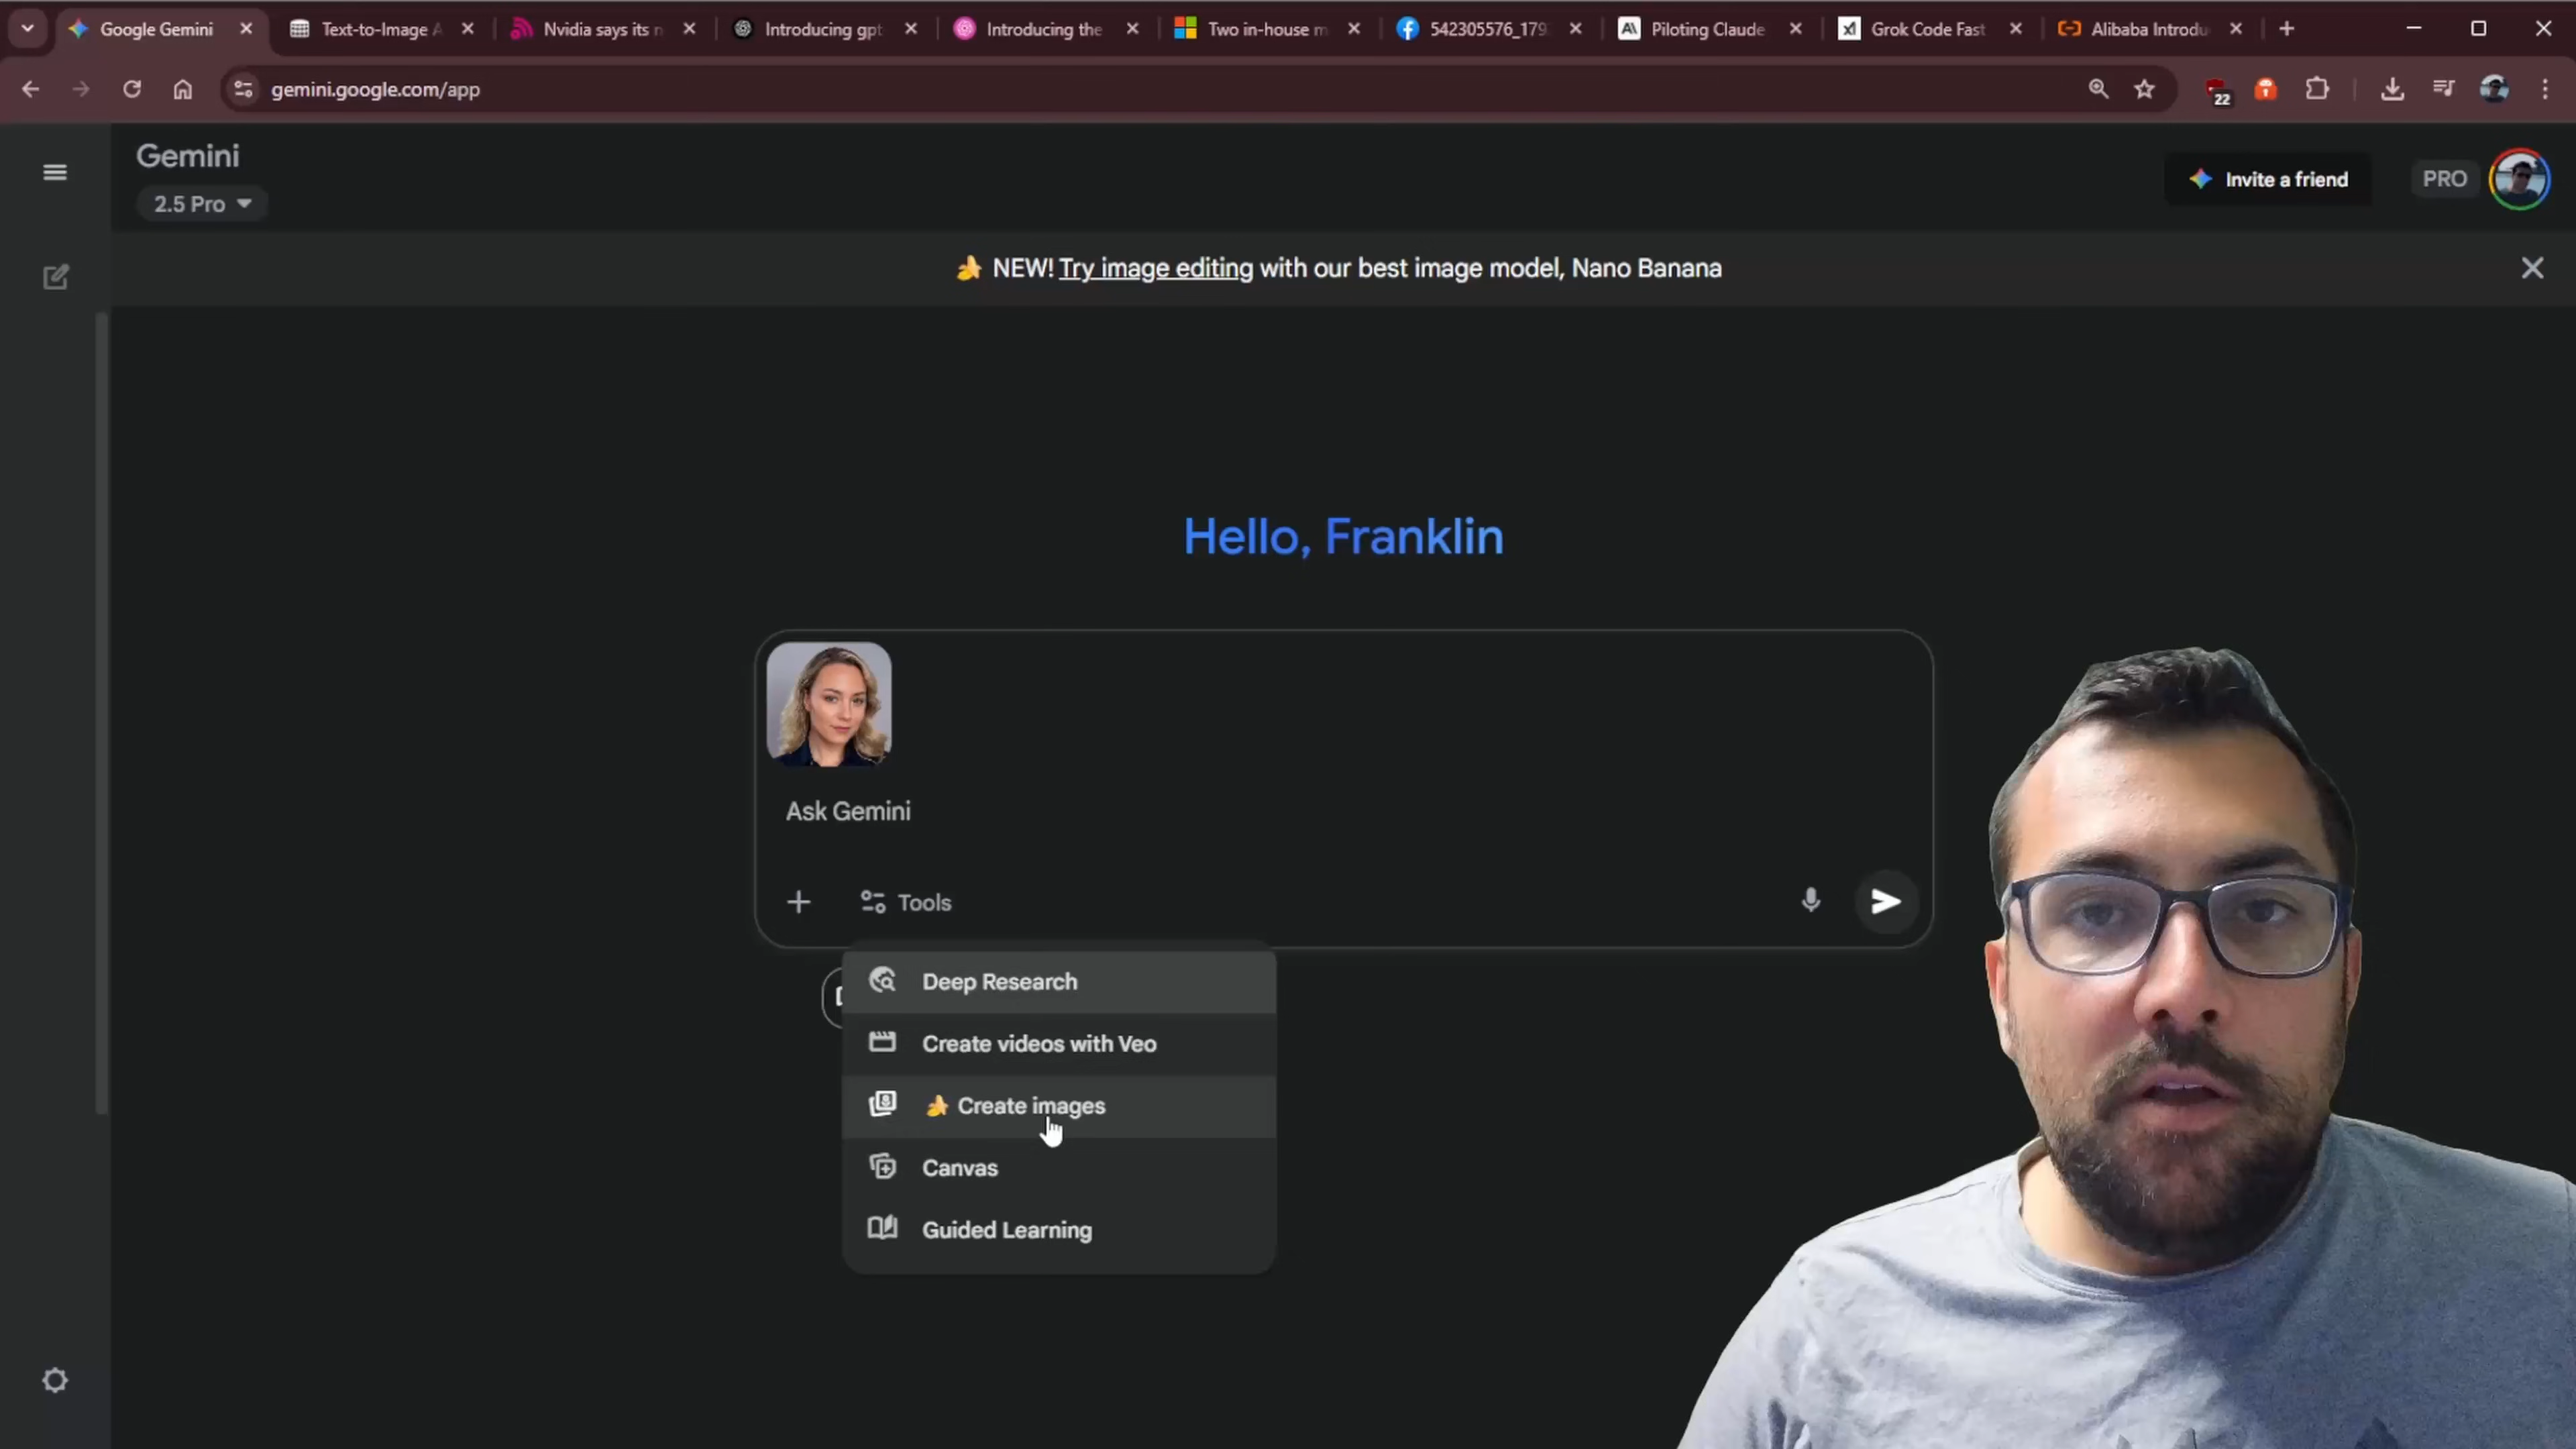 Google Gemini
Text-to-Image A
Nvidia says its n
Introducing gpt
Introducing the
Two in-house m
542305576_179
Piloting Claude
Grok Code Fast
Alibaba Introdu
gemini.google.com/app
22
Gemini
2.5 Pro
Invite a friend
PRO
NEW! Try image editing with our best image model, Nano Banana
Hello, Franklin
Ask Gemini
Tools
Deep Research
Create videos with Veo
Create images
Canvas
Guided Learning